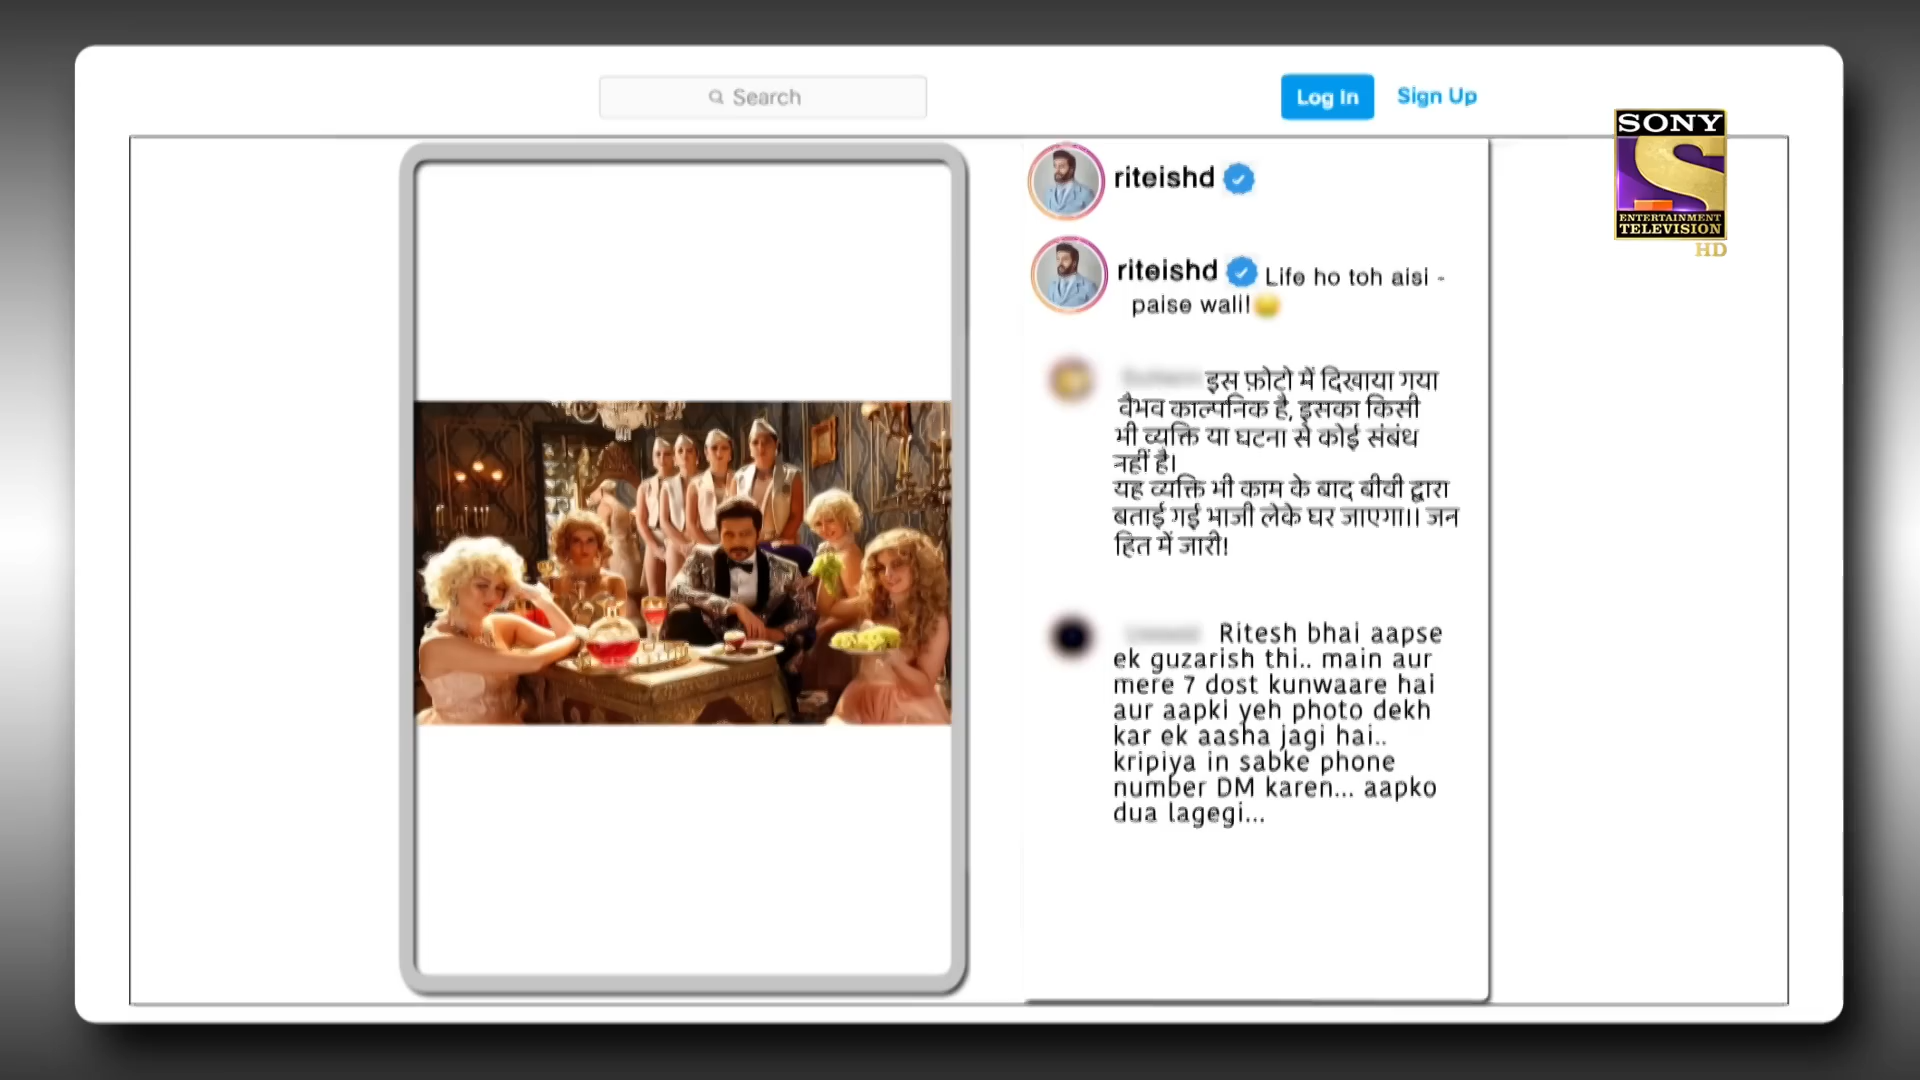 Search
Log In
Sign Up
SONY
ENTERTAINMENT
TELEVISION
HD
riteishd
riteishd Life ho toh aisi -
paise wali!
इस फ़ोटो में दिखाया गया
वैभव काल्पनिक है, इसका किसी
भी व्यक्ति या घटना से कोई संबंध
नहीं है।
यह व्यक्ति भी काम के बाद बीवी द्वारा
बताई गई भाजी लेके घर जाएगा।। जन
हित में जारी!
Ritesh bhai aapse
ek guzarish thi.. main aur
mere 7 dost kunwaare hai
aur aapki yeh photo dekh
kar ek aasha jagi hai..
kripiya in sabke phone
number DM karen... aapko
dua lagegi...